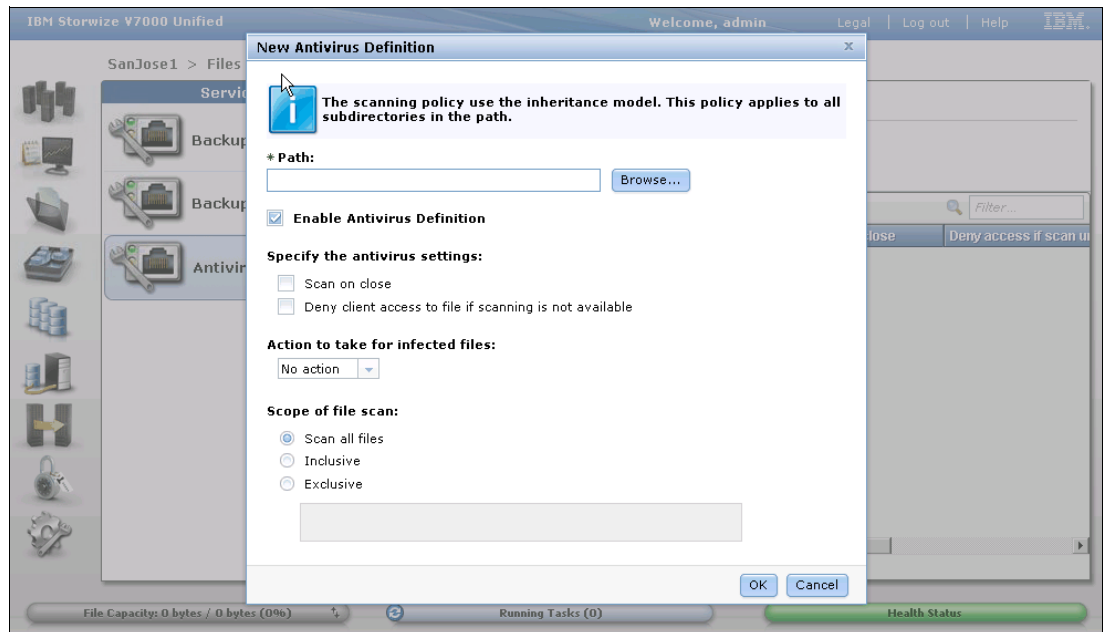 IBM Storwize V7000 Unified
Welcome, admin
Legal | Log out | Help
IBM.
SanJose1 > Files
New Antivirus Definition
x
The scanning policy use the inheritance model. This policy applies to all
subdirectories in the path.
* Path:
Browse...
Enable Antivirus Definition
Specify the antivirus settings:
Scan on close
Deny client access to file if scanning is not available
Action to take for infected files:
No action
Scope of file scan:
Scan all files
Inclusive
Exclusive
OK
Cancel
Servic
Backup
Backup
Antivir
Filter...
lose
Deny access if scan un
File Capacity: 0 bytes / 0 bytes (0%)
Running Tasks (0)
Health Status